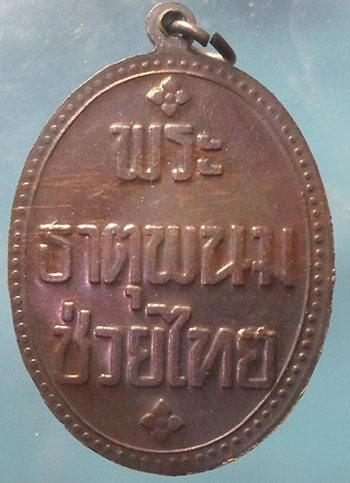 พระ
ธาตุพนม
ช่วยไทย